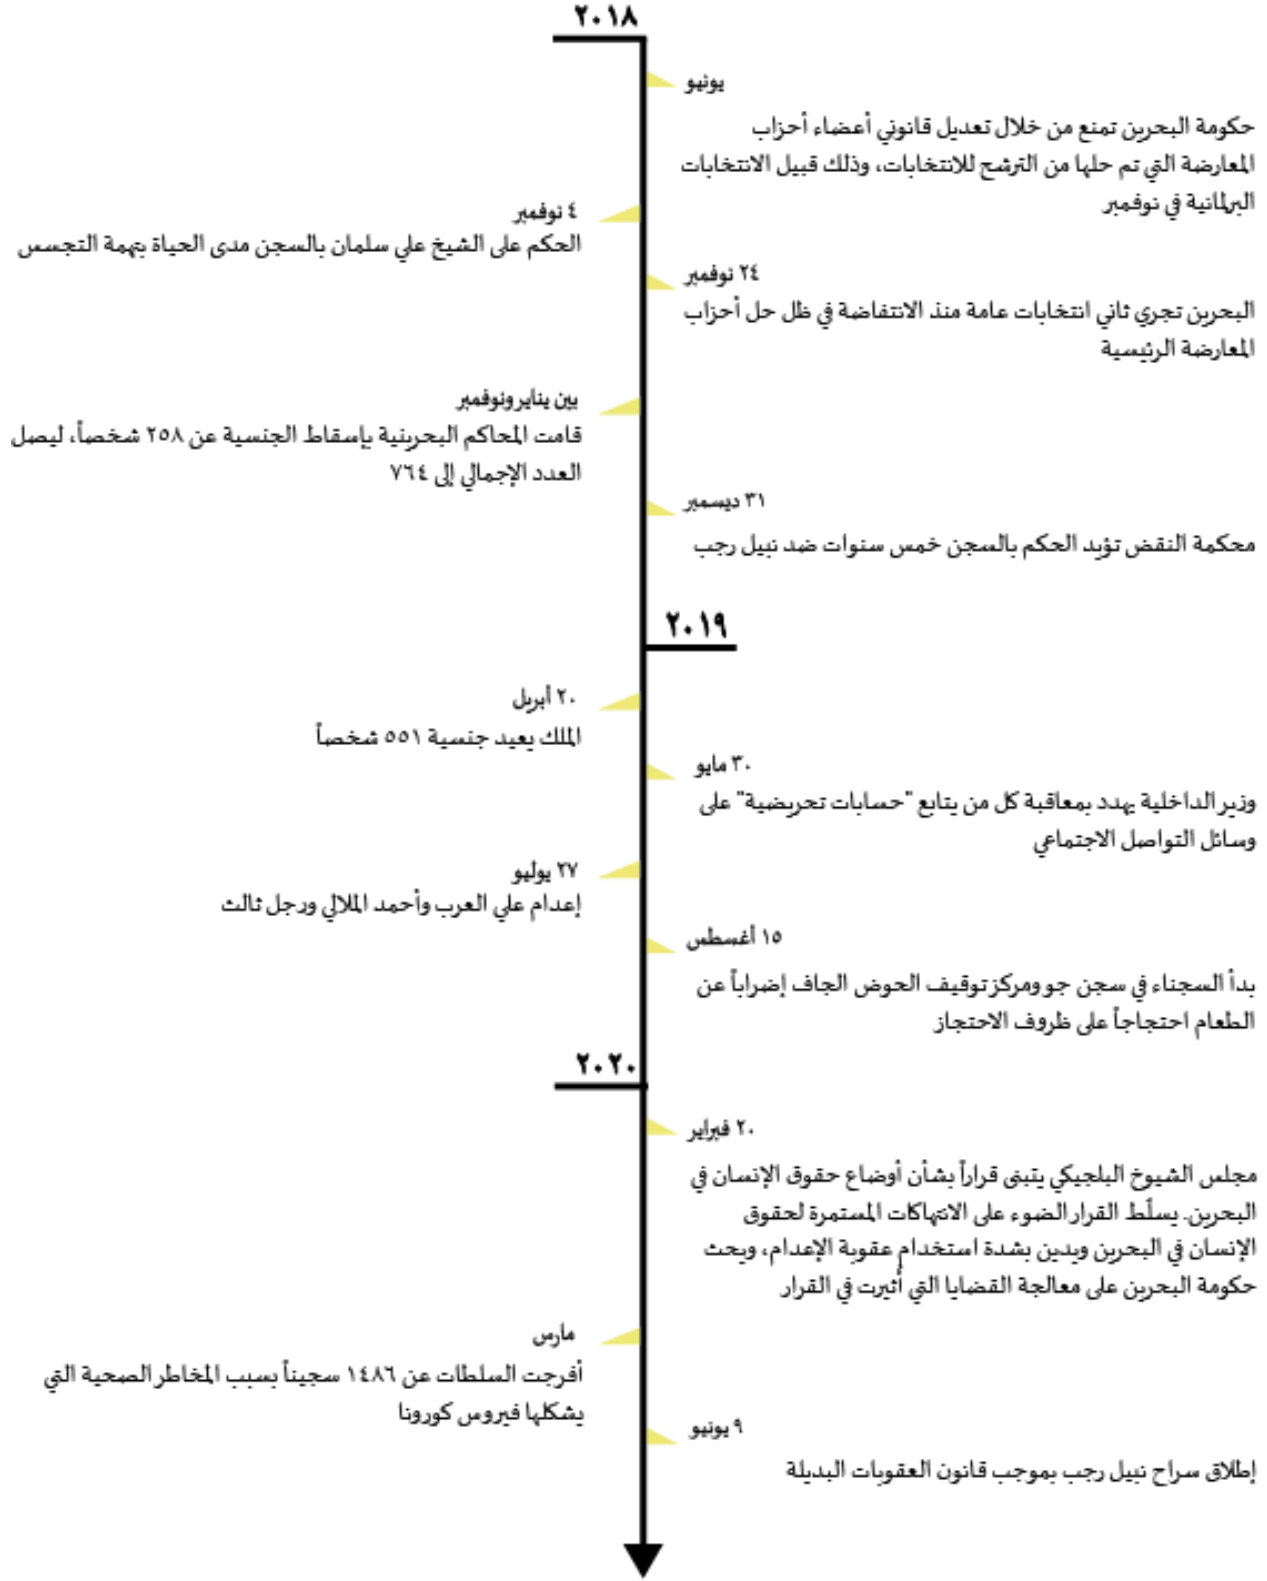 ٢٠١٨
يونيو
حكومة البحرين تمنع من خلال تعديل قانوني أعضاء أحزاب
المعارضة التي تم حلها من الترشح للانتخابات، وذلك قبيل الانتخابات
البرلمانية في نوفمبر
٤ نوفمبر
الحكم على الشيخ علي سلمان بالسجن مدى الحياة بتهمة التجسس
٢٤ نوفمبر
البحرين تجري ثاني انتخابات عامة منذ الانتفاضة في ظل حل أحزاب
المعارضة الرئيسية
بين يناير ونوفمبر
قامت المحاكم البحرينية بإسقاط الجنسية عن ٢٥٨ شخصاً، ليصل
العدد الإجمالي إلى ٧٦٤
٣١ ديسمبر
محكمة النقض تؤيد الحكم بالسجن خمس سنوات ضد نبيل رجب
٢٠١٩
٢٠ أبريل
الملك يعيد جنسية ٥٥١ شخصاً
٣٠ مايو
وزير الداخلية يهدد بمعاقبة كل من يتابع "حسابات تحريضية" على
وسائل التواصل الاجتماعي
٢٧ يوليو
إعدام علي العرب وأحمد الملالي ورجل ثالث
١٥ أغسطس
بدأ السجناء في سجن جو ومركز توقيف الحوض الجاف إضراباً عن
الطعام احتجاجاً على ظروف الاحتجاز
٢٠٢٠
٢٠ فبراير
مجلس الشيوخ البلجيكي يتبنى قراراً بشأن أوضاع حقوق الإنسان في
البحرين. يسلّط القرار الضوء على الانتهاكات المستمرة لحقوق
الإنسان في البحرين ويدين بشدة استخدام عقوبة الإعدام، ويحث
حكومة البحرين على معالجة القضايا التي أُثيرت في القرار
مارس
أفرجت السلطات عن ١٤٨٦ سجيناً بسبب المخاطر الصحية التي
يشكلها فيروس كورونا
٩ يونيو
إطلاق سراح نبيل رجب بموجب قانون العقوبات البديلة